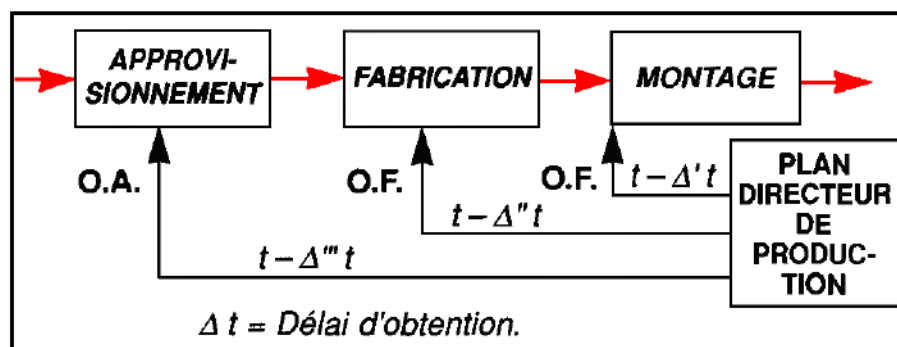 APPROVI-
SIONNEMENT
FABRICATION
MONTAGE
PLAN
DIRECTEUR
DE
PRODUC-
TION
O.A.
O.F.
O.F.
t – Δ' t
t – Δ" t
t – Δ''' t
Δ t = Délai d'obtention.